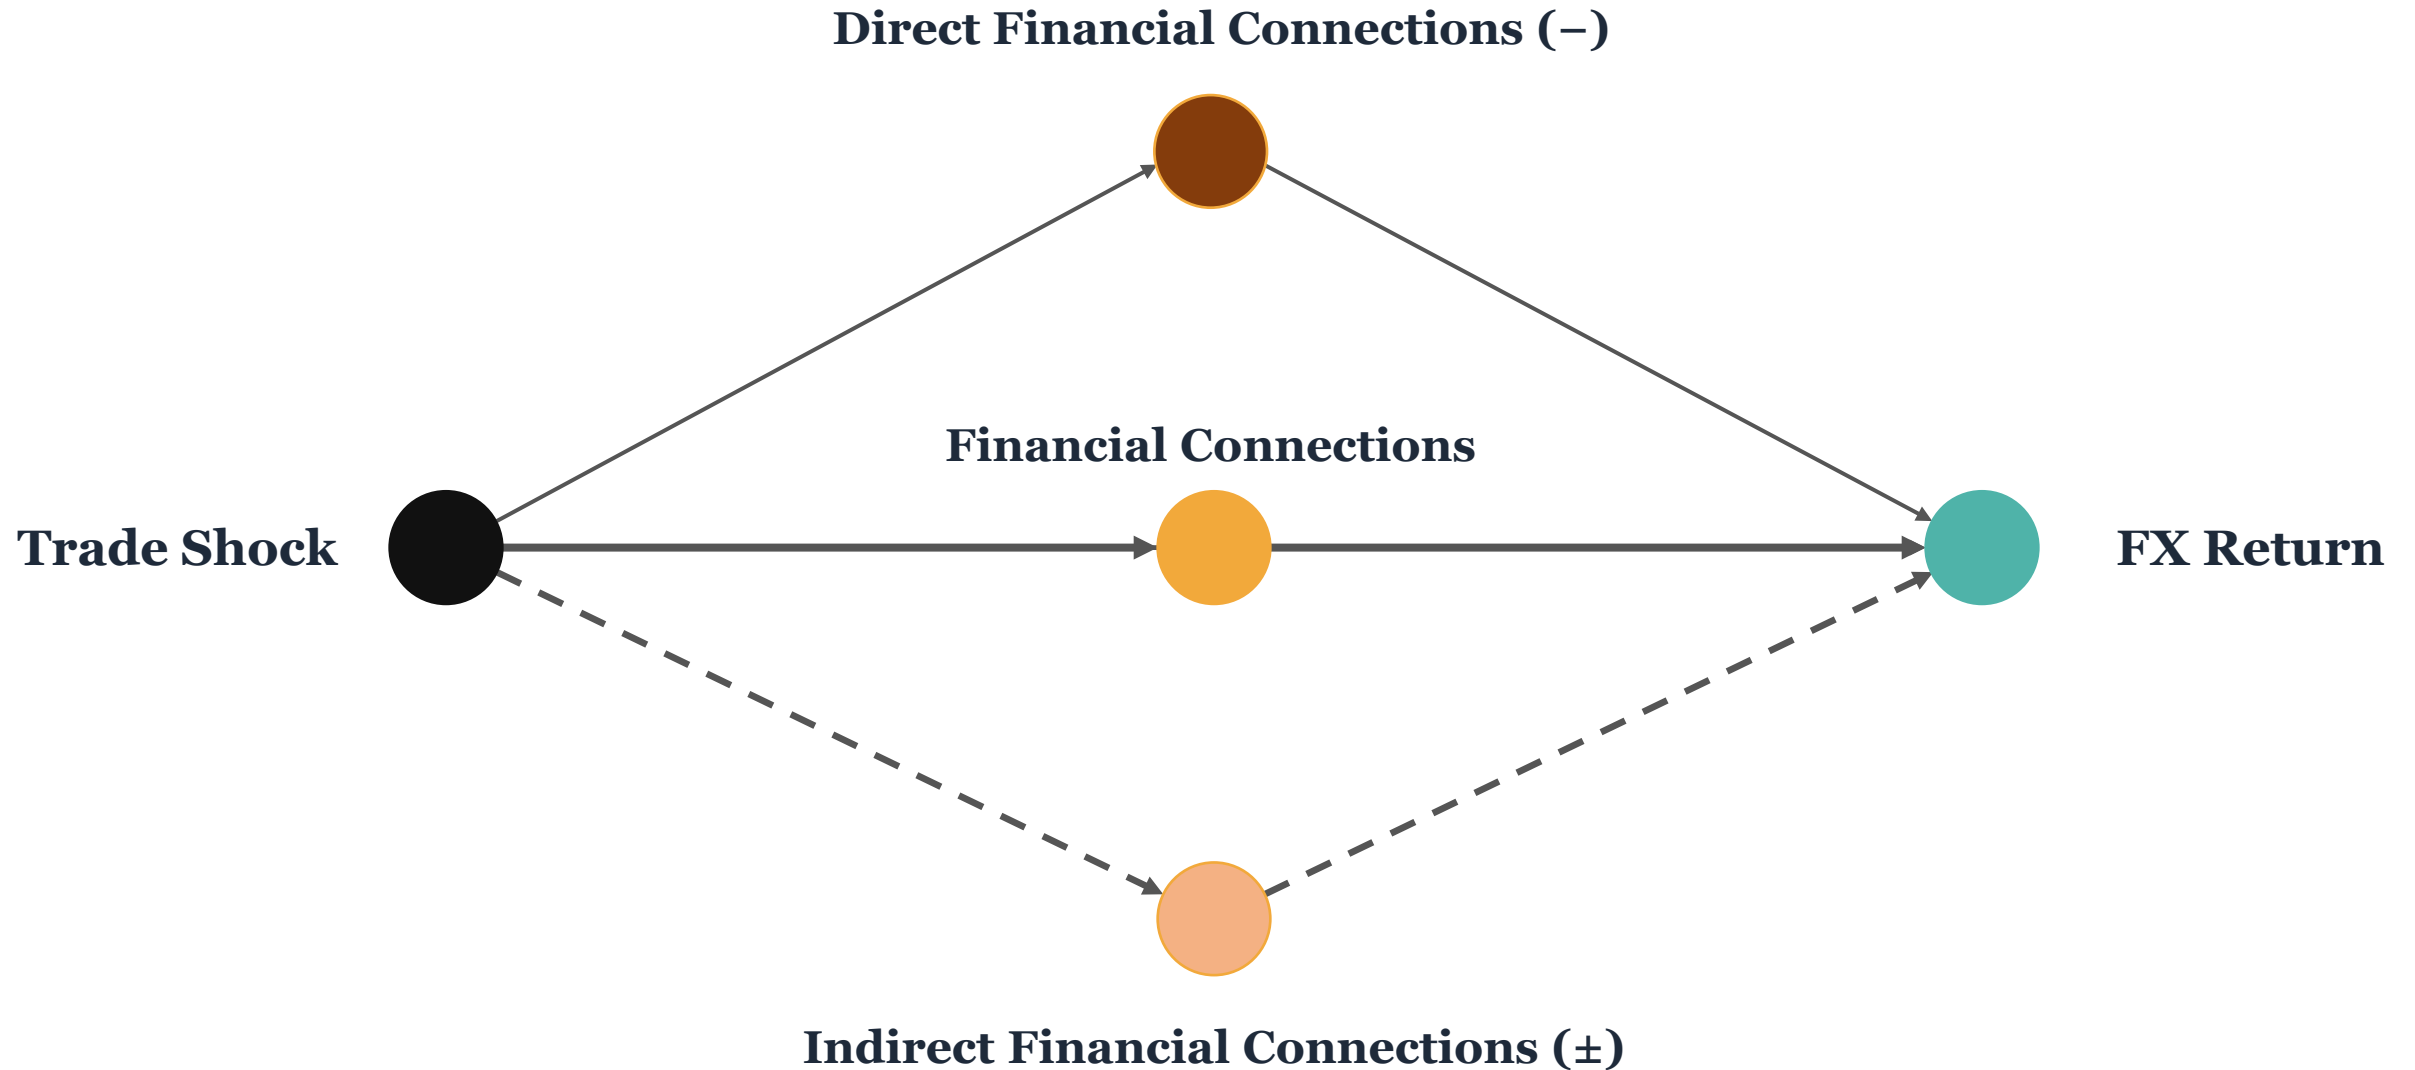 Direct Financial Connections (−)
Financial Connections
Trade Shock
FX Return
Indirect Financial Connections (±)